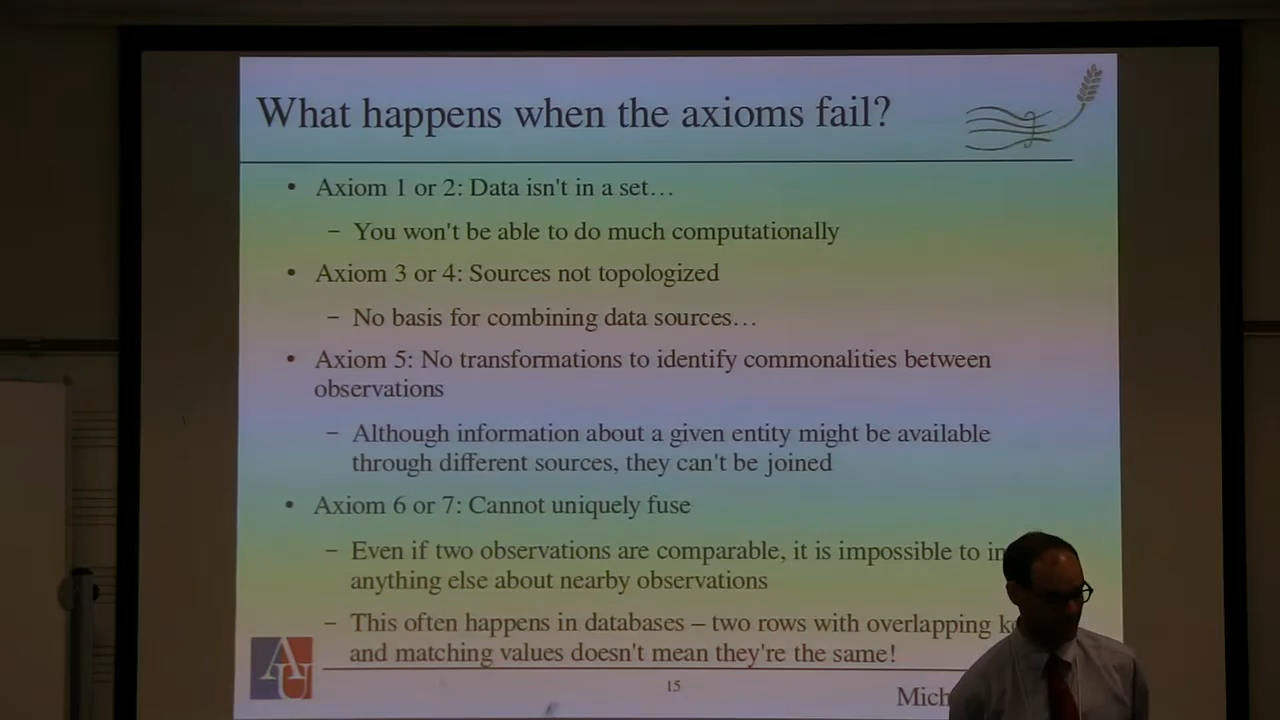 What happens when the axioms fail?
• Axiom 1 or 2: Data isn't in a set…
– You won't be able to do much computationally
• Axiom 3 or 4: Sources not topologized
– No basis for combining data sources…
• Axiom 5: No transformations to identify commonalities between
observations
– Although information about a given entity might be available
through different sources, they can't be joined
• Axiom 6 or 7: Cannot uniquely fuse
– Even if two observations are comparable, it is impossible to
anything else about nearby observations
– This often happens in databases – two rows with overlapping
and matching values doesn't mean they're the same!
AU
15
Mich